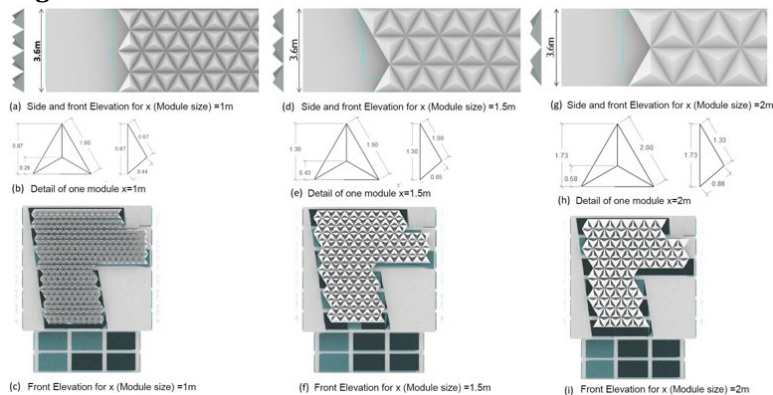 3.6m
3.6m
3.6m
(a) Side and front Elevation for x (Module size) =1m
(d) Side and front Elevation for x (Module size) =1.5m
(g) Side and front Elevation for x (Module size) =2m
0.87
0.29
1.00
0.87
0.67
0.44
1.30
0.43
1.50
1.30
1.00
0.65
1.73
0.58
2.00
1.73
1.33
0.88
(b) Detail of one module x=1m
(e) Detail of one module x=1.5m
(h) Detail of one module x=2m
(c) Front Elevation for x (Module size) =1m
(f) Front Elevation for x (Module size) =1.5m
(i) Front Elevation for x (Module size) =2m